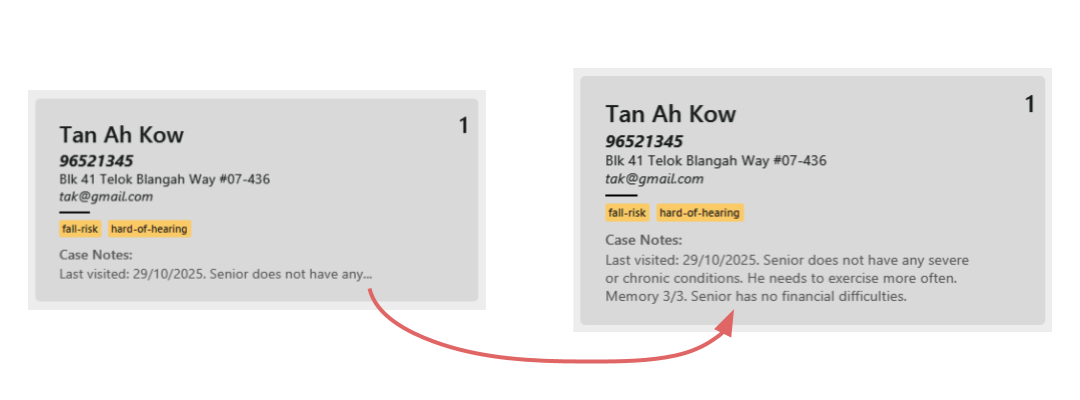 Tan Ah Kow
1
96521345
Blk 41 Telok Blangah Way #07-436
tak@gmail.com
fall-risk hard-of-hearing
Case Notes:
Last visited: 29/10/2025. Senior does not have any...
Tan Ah Kow
1
96521345
Blk 41 Telok Blangah Way #07-436
tak@gmail.com
fall-risk hard-of-hearing
Case Notes:
Last visited: 29/10/2025. Senior does not have any severe
or chronic conditions. He needs to exercise more often.
Memory 3/3. Senior has no financial difficulties.